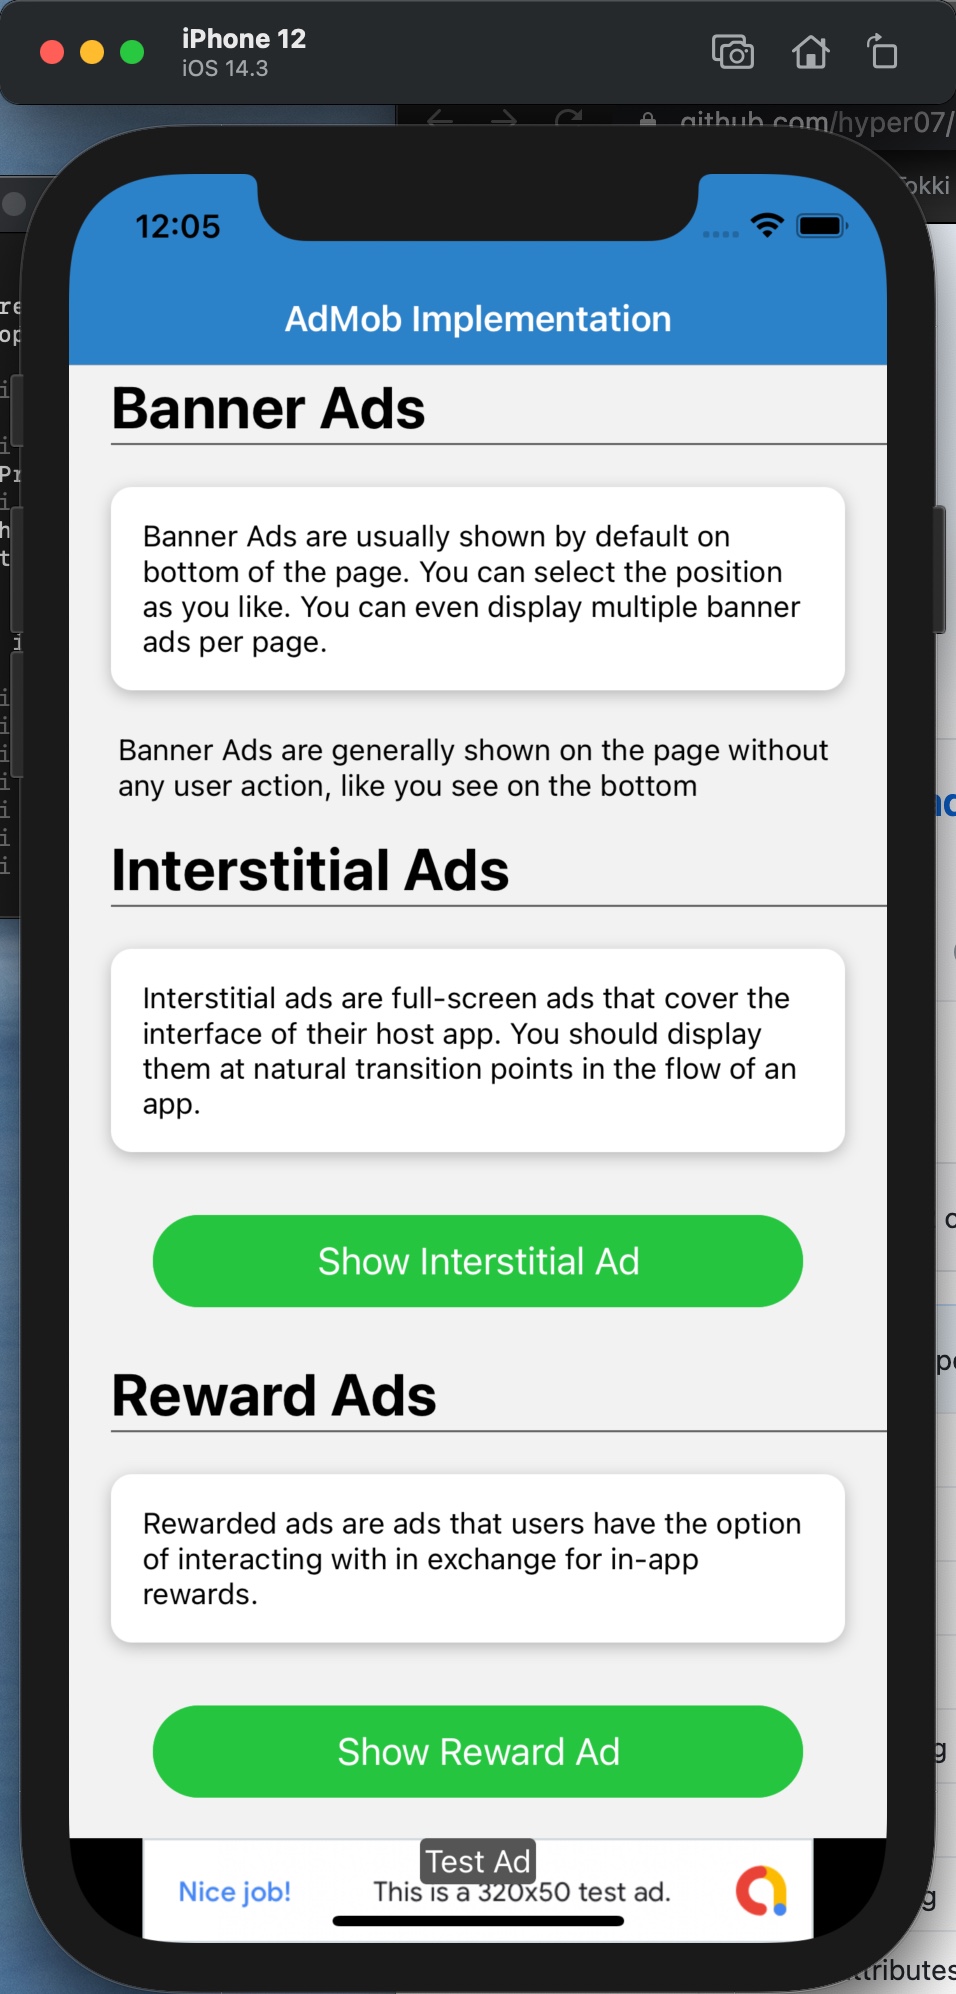 iPhone 12
iOS 14.3
github.com/hyper07/
okki
12:05
AdMob Implementation
Banner Ads
Banner Ads are usually shown by default on
bottom of the page. You can select the position
as you like. You can even display multiple banner
ads per page.
Banner Ads are generally shown on the page without
any user action, like you see on the bottom
Interstitial Ads
Interstitial ads are full-screen ads that cover the
interface of their host app. You should display
them at natural transition points in the flow of an
app.
Show Interstitial Ad
Reward Ads
Rewarded ads are ads that users have the option
of interacting with in exchange for in-app
rewards.
Show Reward Ad
Test Ad
Nice job!
This is a 320x50 test ad.
ttributes